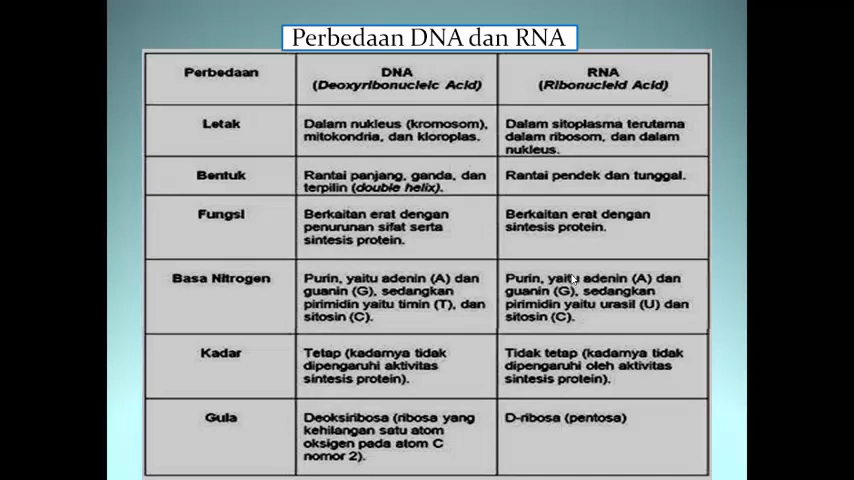 Perbedaan DNA dan RNA
Perbedaan
DNA
(Deoxyribonucleic Acid)
RNA
(Ribonucleid Acid)
Letak
Dalam nukleus (kromosom),
mitokondria, dan kloroplas.
Dalam sitoplasma terutama
dalam ribosom, dan dalam
nukleus.
Bentuk
Rantai panjang, ganda, dan
terpilin (double helix).
Rantai pendek dan tunggal.
Fungsi
Berkaitan erat dengan
penurunan sifat serta
sintesis protein.
Berkaitan erat dengan
sintesis protein.
Basa Nitrogen
Purin, yaitu adenin (A) dan
guanin (G), sedangkan
pirimidin yaitu timin (T), dan
sitosin (C).
Purin, yaitu adenin (A) dan
guanin (G), sedangkan
pirimidin yaitu urasil (U) dan
sitosin (C).
Kadar
Tetap (kadarnya tidak
dipengaruhi aktivitas
sintesis protein).
Tidak tetap (kadarnya tidak
dipengaruhi oleh aktivitas
sintesis protein).
Gula
Deoksiribosa (ribosa yang
kehilangan satu atom
oksigen pada atom C
nomor 2).
D-ribosa (pentosa)